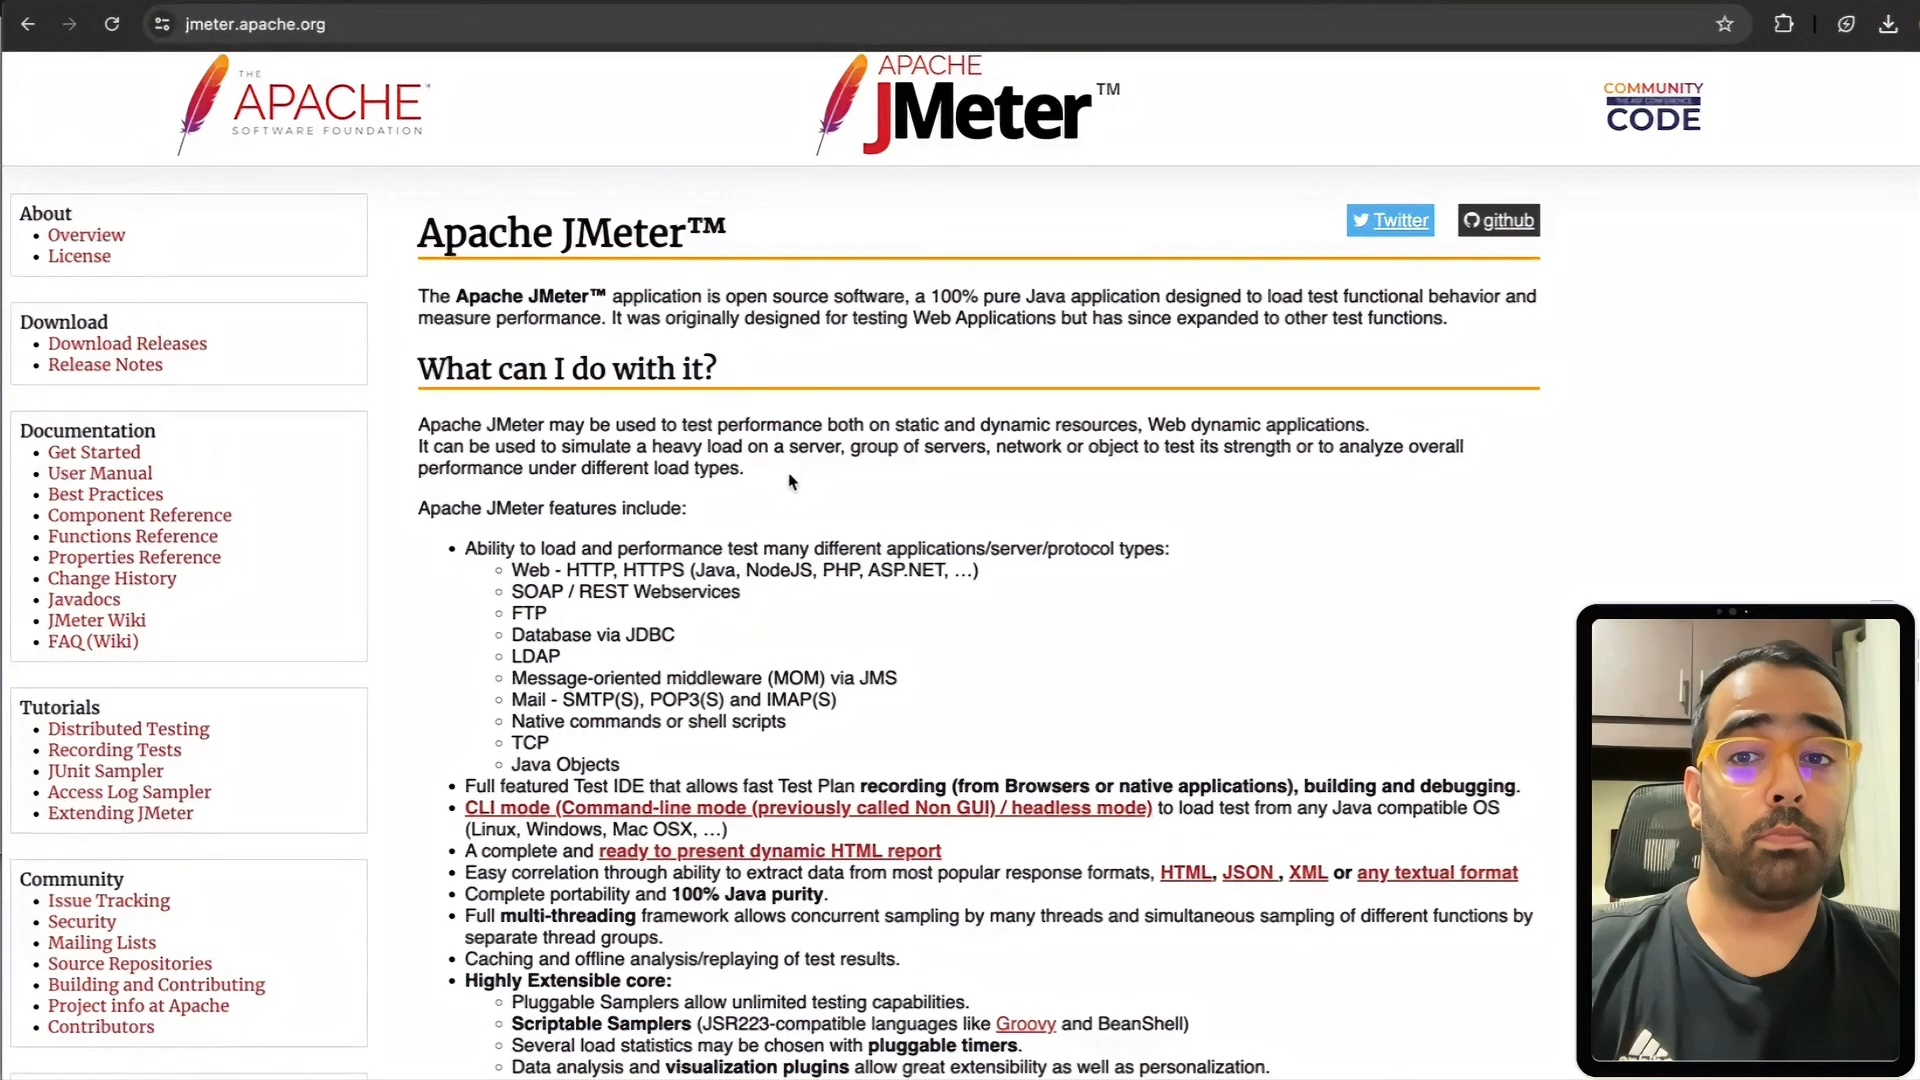 jmeter.apache.org
THE
APACHE™
SOFTWARE FOUNDATION
APACHE
JMeter™
COMMUNITY
THE ASF CONFERENCE
CODE
About
• Overview
• License
Download
• Download Releases
• Release Notes
Documentation
• Get Started
• User Manual
• Best Practices
• Component Reference
• Functions Reference
• Properties Reference
• Change History
• Javadocs
• JMeter Wiki
• FAQ (Wiki)
Tutorials
• Distributed Testing
• Recording Tests
• JUnit Sampler
• Access Log Sampler
• Extending JMeter
Community
• Issue Tracking
• Security
• Mailing Lists
• Source Repositories
• Building and Contributing
• Project info at Apache
• Contributors
Apache JMeter™
Twitter
github
The Apache JMeter™ application is open source software, a 100% pure Java application designed to load test functional behavior and
measure performance. It was originally designed for testing Web Applications but has since expanded to other test functions.
What can I do with it?
Apache JMeter may be used to test performance both on static and dynamic resources, Web dynamic applications.
It can be used to simulate a heavy load on a server, group of servers, network or object to test its strength or to analyze overall
performance under different load types.
Apache JMeter features include:
• Ability to load and performance test many different applications/server/protocol types:
◦ Web - HTTP, HTTPS (Java, NodeJS, PHP, ASP.NET, …)
◦ SOAP / REST Webservices
◦ FTP
◦ Database via JDBC
◦ LDAP
◦ Message-oriented middleware (MOM) via JMS
◦ Mail - SMTP(S), POP3(S) and IMAP(S)
◦ Native commands or shell scripts
◦ TCP
◦ Java Objects
• Full featured Test IDE that allows fast Test Plan recording (from Browsers or native applications), building and debugging.
• CLI mode (Command-line mode (previously called Non GUI) / headless mode) to load test from any Java compatible OS
(Linux, Windows, Mac OSX, …)
• A complete and ready to present dynamic HTML report
• Easy correlation through ability to extract data from most popular response formats, HTML, JSON , XML or any textual format
• Complete portability and 100% Java purity.
• Full multi-threading framework allows concurrent sampling by many threads and simultaneous sampling of different functions by
separate thread groups.
• Caching and offline analysis/replaying of test results.
• Highly Extensible core:
◦ Pluggable Samplers allow unlimited testing capabilities.
◦ Scriptable Samplers (JSR223-compatible languages like Groovy and BeanShell)
◦ Several load statistics may be chosen with pluggable timers.
◦ Data analysis and visualization plugins allow great extensibility as well as personalization.